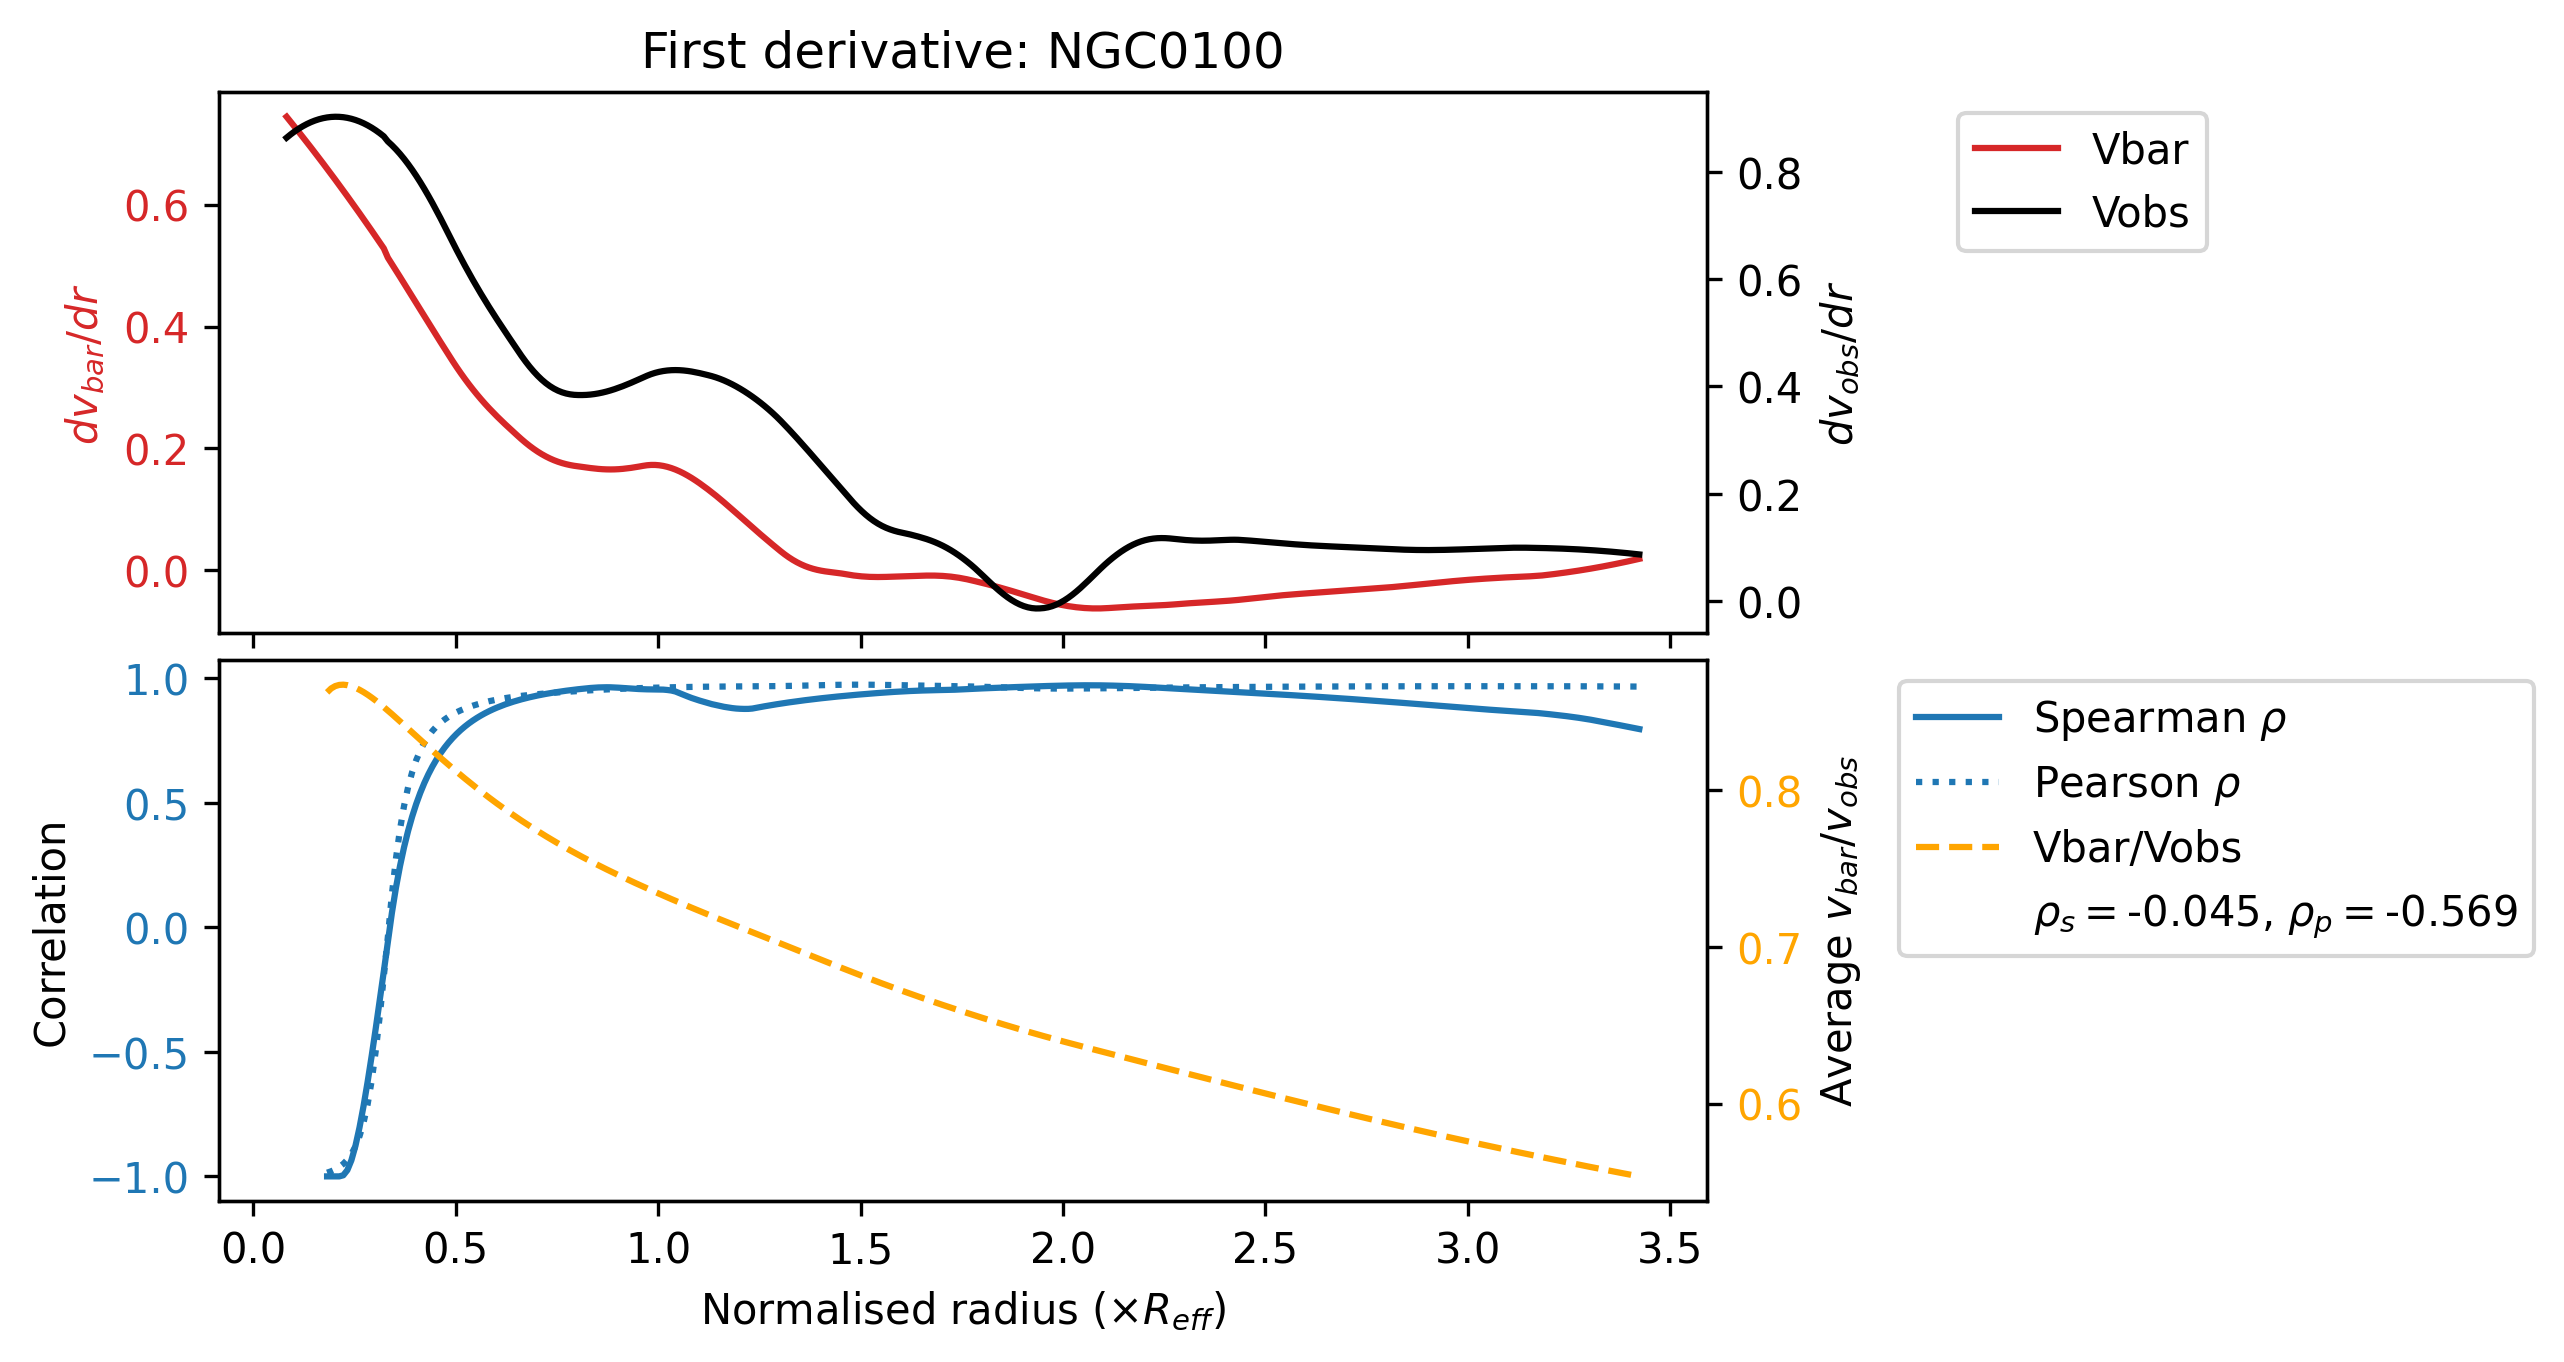 First derivative: NGC0100
0.6
0.4
0.2
0.0
dv_bar/dr
0.8
0.6
0.4
0.2
0.0
dv_obs/dr
Vbar
Vobs
1.0
0.5
0.0
−0.5
−1.0
Correlation
0.8
0.7
0.6
Average v_bar/v_obs
Spearman ρ
Pearson ρ
Vbar/Vobs
ρ_s = -0.045, ρ_p = -0.569
0.0 0.5 1.0 1.5 2.0 2.5 3.0 3.5
Normalised radius (×R_eff)